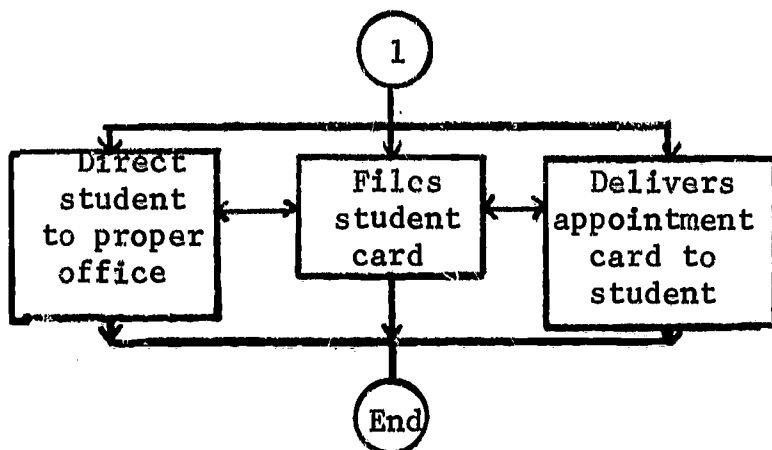 1
Direct
student
to proper
office
Files
student
card
Delivers
appointment
card to
student
End